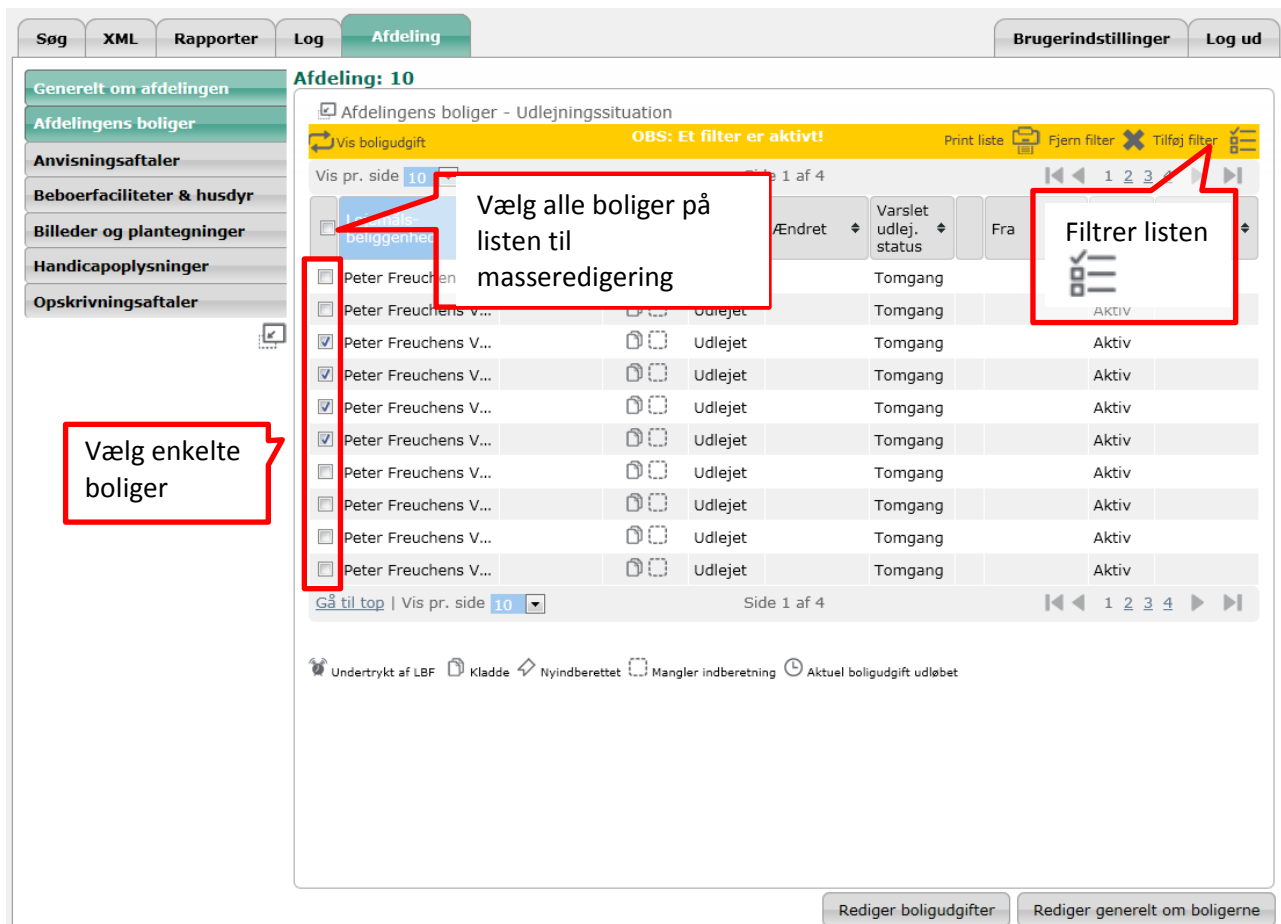 Søg XML Rapporter Log Afdeling Brugerindstillinger Log ud
Generelt om afdelingen
Afdelingens boliger
Anvisningsaftaler
Beboerfaciliteter & husdyr
Billeder og plantegninger
Handicapoplysninger
Opskrivningsaftaler
Afdeling: 10
Afdelingens boliger - Udlejningssituation
Vis boligudgift OBS: Et filter er aktivt! Print liste Fjern filter Tilføj filter
Vis pr. side 10 Side 1 af 4 1 2 3 4
Lejemåls-
beliggenhed
Ændret
Varslet
udlej.
status
Fra
Vælg alle boliger på
listen til
masseredigering
Filtrer listen
Peter Freuchen Tomgang
Peter Freuchens V... Udlejet Tomgang Aktiv
Peter Freuchens V... Udlejet Tomgang Aktiv
Peter Freuchens V... Udlejet Tomgang Aktiv
Peter Freuchens V... Udlejet Tomgang Aktiv
Peter Freuchens V... Udlejet Tomgang Aktiv
Peter Freuchens V... Udlejet Tomgang Aktiv
Peter Freuchens V... Udlejet Tomgang Aktiv
Peter Freuchens V... Udlejet Tomgang Aktiv
Peter Freuchens V... Udlejet Tomgang Aktiv
Vælg enkelte
boliger
Gå til top | Vis pr. side 10 Side 1 af 4 1 2 3 4
Undertrykt af LBF Kladde Nyindberettet Mangler indberetning Aktuel boligudgift udløbet
Rediger boligudgifter Rediger generelt om boligerne